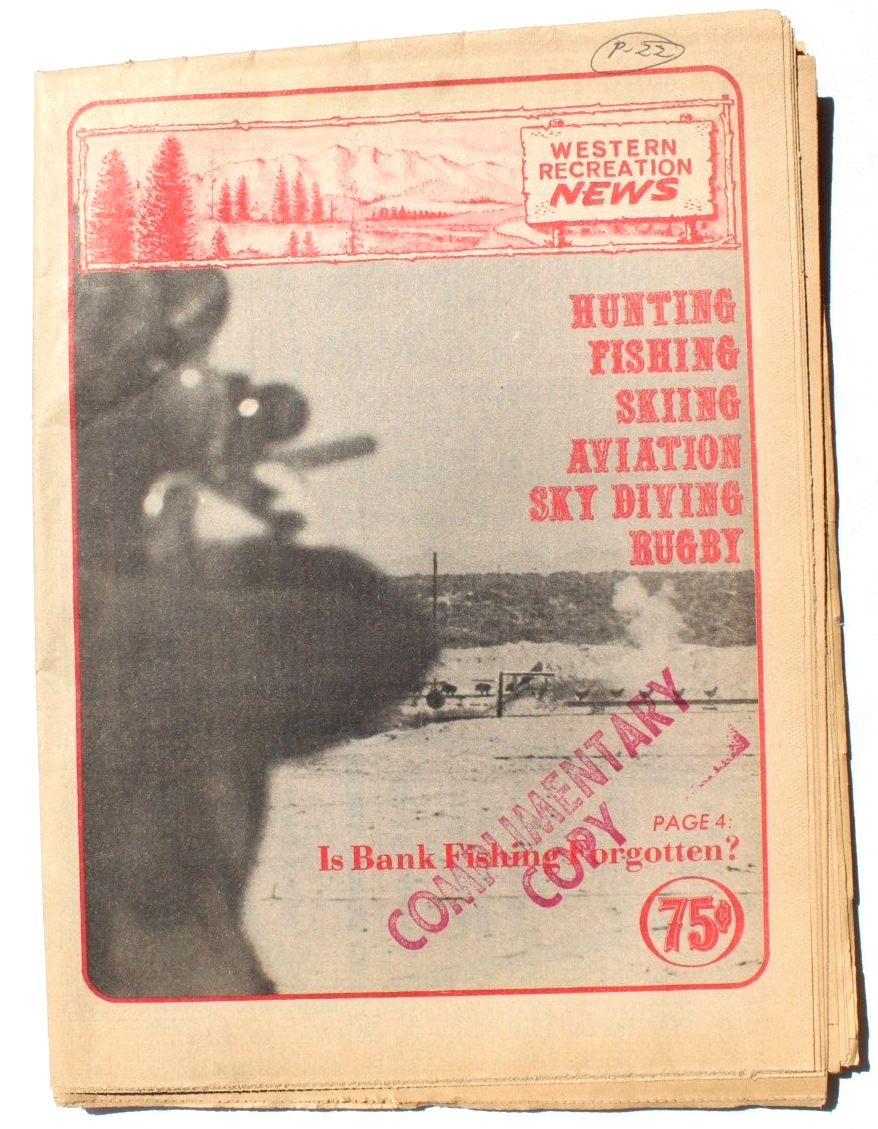 P-22
WESTERN
RECREATION
NEWS
HUNTING
FISHING
SKIING
AVIATION
SKY DIVING
RUGBY
COMPLIMENTARY
COPY
PAGE 4:
Is Bank Fishing Forgotten?
75¢